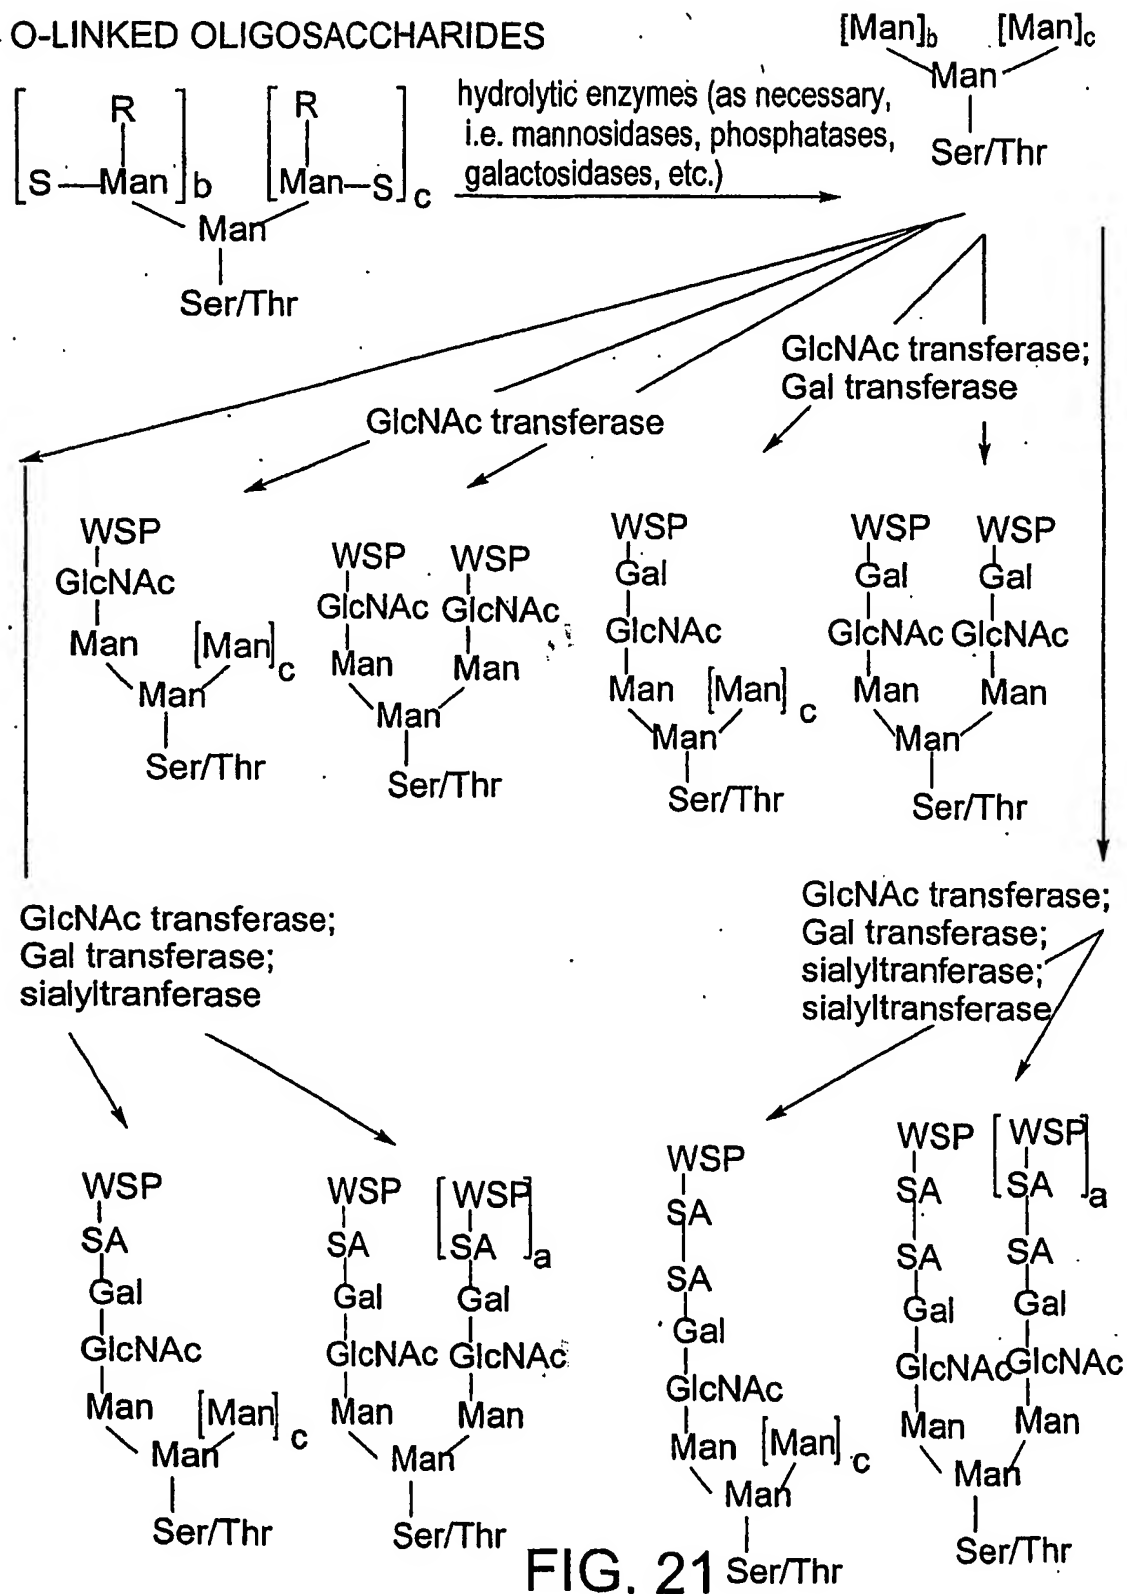 O-LINKED OLIGOSACCHARIDES
[Man]b [Man]c
Man
Ser/Thr
[S—Man]b [Man—S]c
R R
Man
Ser/Thr
hydrolytic enzymes (as necessary,
i.e. mannosidases, phosphatases,
galactosidases, etc.)
GlcNAc transferase;
Gal transferase
GlcNAc transferase
WSP
GlcNAc
Man [Man]c
Man
Ser/Thr
WSP WSP
GlcNAc GlcNAc
Man Man
Man
Ser/Thr
WSP
Gal
GlcNAc
Man [Man]c
Man
Ser/Thr
WSP WSP
Gal Gal
GlcNAc GlcNAc
Man Man
Man
Ser/Thr
GlcNAc transferase;
Gal transferase;
sialyltranferase
GlcNAc transferase;
Gal transferase;
sialyltranferase;
sialyltransferase
WSP
SA
Gal
GlcNAc
Man [Man]c
Man
Ser/Thr
WSP [WSP
SA SA]a
Gal Gal
GlcNAc GlcNAc
Man Man
Man
Ser/Thr
WSP
SA
SA
Gal
GlcNAc
Man [Man]c
Man
Ser/Thr
WSP [WSP
SA SA]a
SA SA
Gal Gal
GlcNAc GlcNAc
Man Man
Man
Ser/Thr
FIG. 21